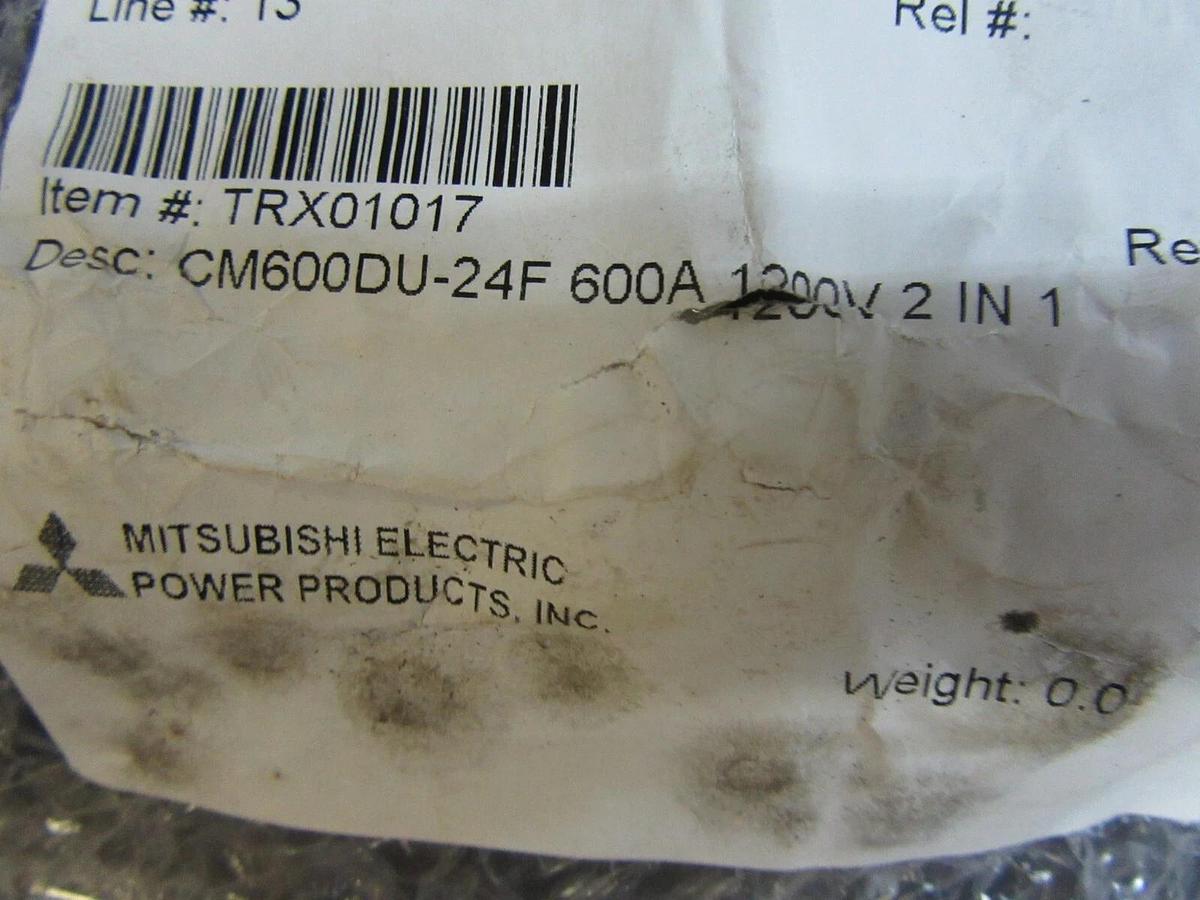 Line #: 13
Rel #:
Item #: TRX01017
Desc: CM600DU-24F 600A 1200V 2 IN 1
Re
MITSUBISHI ELECTRIC
POWER PRODUCTS, INC.
Weight: 0.0